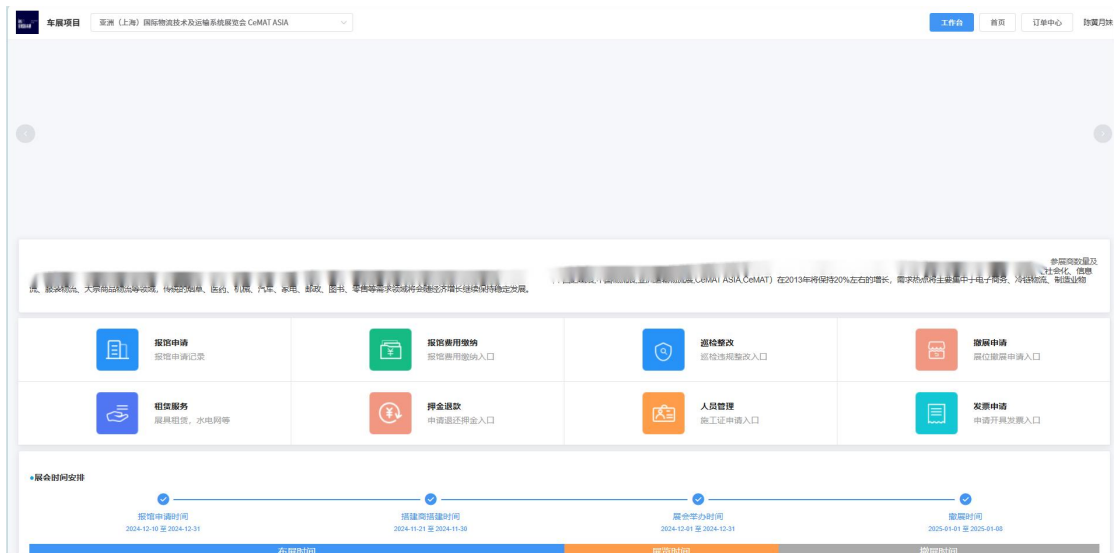 车展项目 亚洲（上海）国际物流技术及运输系统展览会 CeMAT ASIA 工作台 首页 订单中心 陈黄月妹
参展商数量及
社会化、信息
流、服装物流、大宗商品物流等领域，传统的烟草、医药、机械、汽车、家电、邮政、图书、零售等需求领域将会随经济增长继续保持稳定发展。
CeMAT ASIA,CeMAT）在2013年将保持20%左右的增长，需求热点将主要集中于电子商务、冷链物流、制造业物
报馆申请 报馆费用缴纳 巡检整改 撤展申请
报馆申请记录 报馆费用缴纳入口 巡检违规整改入口 展位撤展申请入口
租赁服务 押金退款 人员管理 发票申请
展具租赁，水电网等 申请退还押金入口 施工证申请入口 申请开具发票入口
•展会时间安排
报馆申请时间 搭建商搭建时间 展会举办时间 撤展时间
2024-12-10 至 2024-12-31 2024-11-21 至 2024-11-30 2024-12-01 至 2024-12-31 2025-01-01 至 2025-01-08
布展时间 展览时间 撤展时间